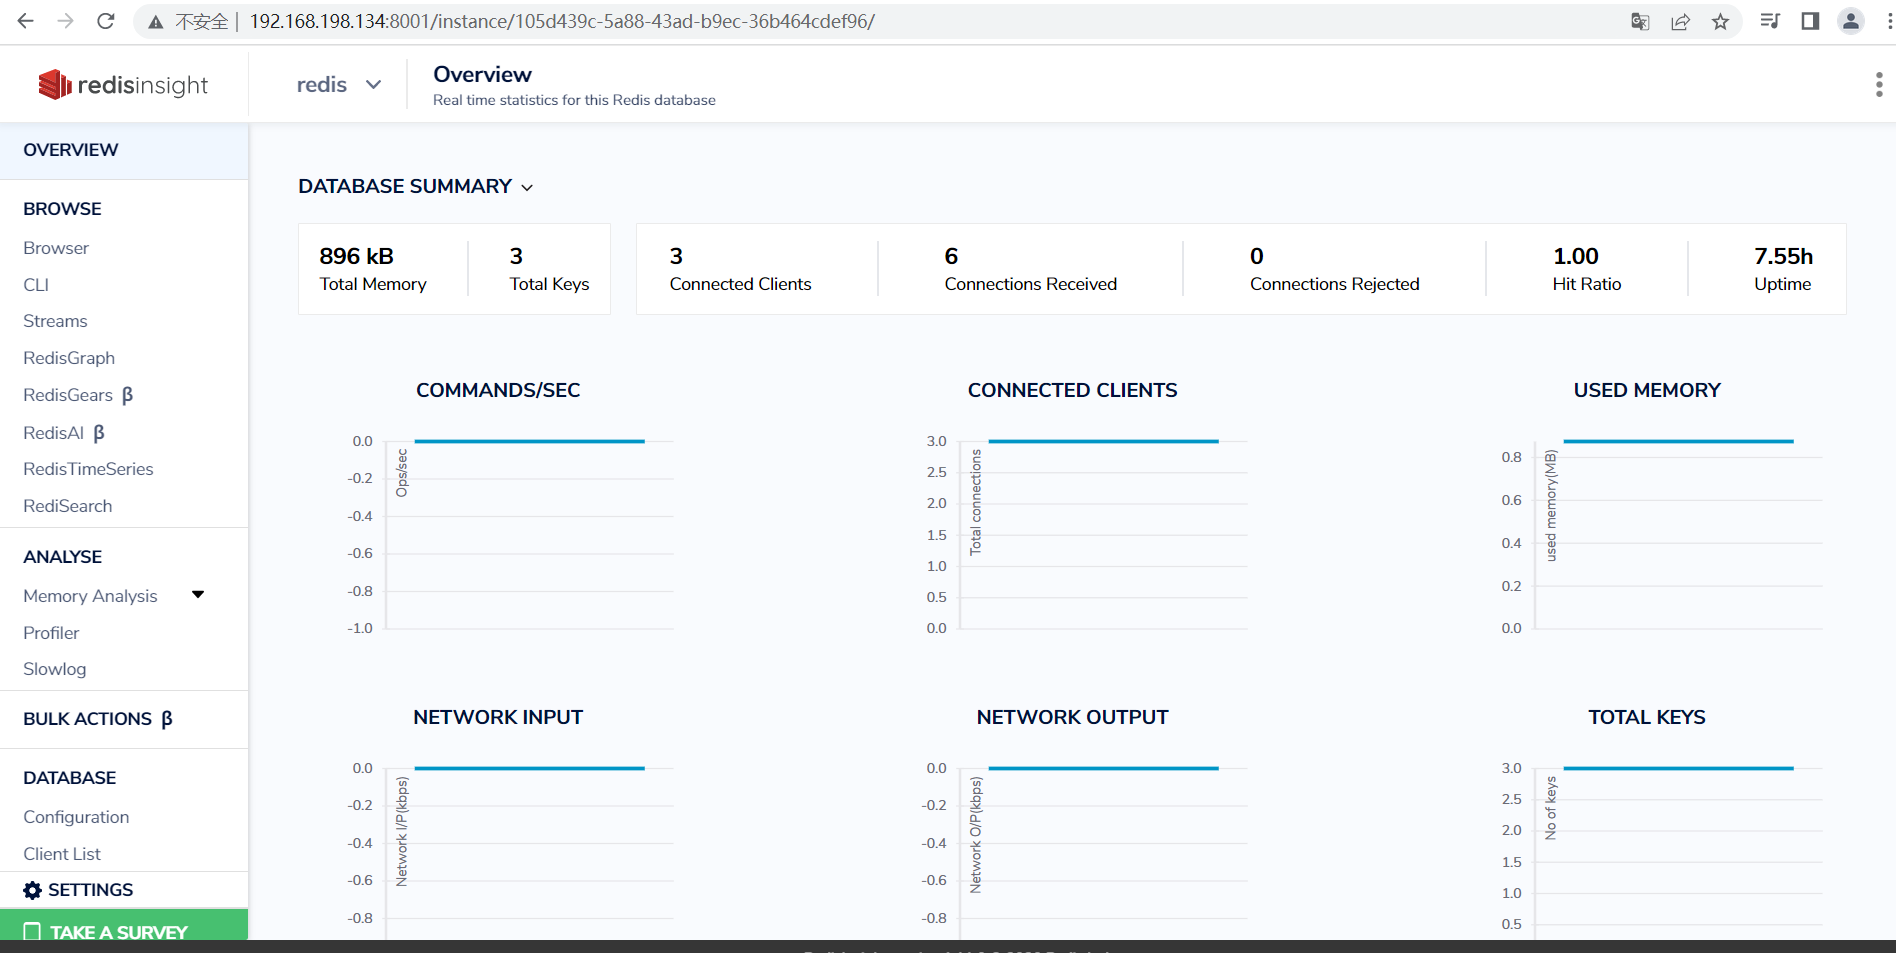 不安全 | 192.168.198.134:8001/instance/105d439c-5a88-43ad-b9ec-36b464cdef96/
redisinsight
redis
Overview
Real time statistics for this Redis database
OVERVIEW
BROWSE
Browser
CLI
Streams
RedisGraph
RedisGears β
RedisAI β
RedisTimeSeries
RediSearch
ANALYSE
Memory Analysis
Profiler
Slowlog
BULK ACTIONS β
DATABASE
Configuration
Client List
SETTINGS
TAKE A SURVEY
DATABASE SUMMARY
896 kB
Total Memory
3
Total Keys
3
Connected Clients
6
Connections Received
0
Connections Rejected
1.00
Hit Ratio
7.55h
Uptime
COMMANDS/SEC
0.0
-0.2
-0.4
-0.6
-0.8
-1.0
Ops/sec
CONNECTED CLIENTS
3.0
2.5
2.0
1.5
1.0
0.5
0.0
Total connections
USED MEMORY
0.8
0.6
0.4
0.2
0.0
used memory(MB)
NETWORK INPUT
0.0
-0.2
-0.4
-0.6
-0.8
Network I/P(kbps)
NETWORK OUTPUT
0.0
-0.2
-0.4
-0.6
-0.8
Network O/P(kbps)
TOTAL KEYS
3.0
2.5
2.0
1.5
1.0
0.5
No of keys